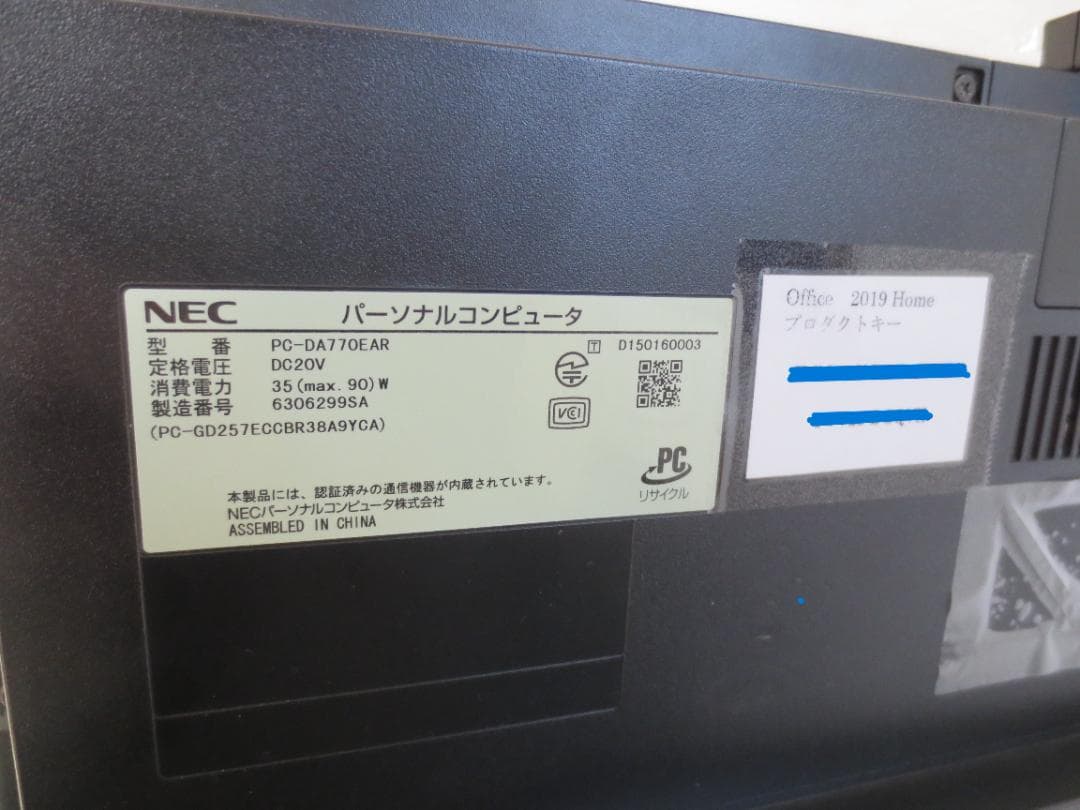 NEC パーソナルコンピュータ
型 番 PC-DA770EAR
定格電圧 DC20V
消費電力 35(max.90)W
製造番号 6306299SA
(PC-GD257ECCBR38A9YCA)
T D150160003
VCI
PC
リサイクル
本製品には、認証済みの通信機器が内蔵されています。
NECパーソナルコンピュータ株式会社
ASSEMBLED IN CHINA
Office 2019 Home
プロダクトキー